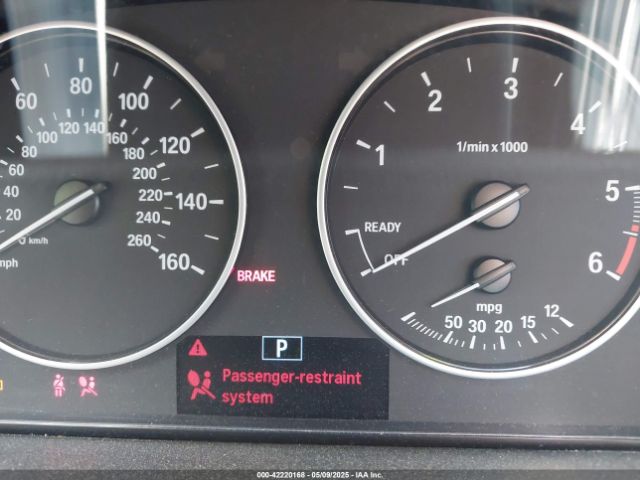 60 80 100 120 140 160
20 40 60 80 100 120 140 160 180 200 220 240 260
km/h
mph
1 2 3 4 5 6
1/min x 1000
READY
OFF
50 30 20 15 12
mpg
BRAKE
P
Passenger-restraint
system
000-42220168 - 05/09/2025 - IAA Inc.